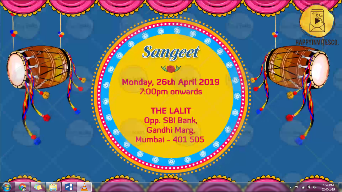 Sangeet
Monday, 26th April 2019
7:00pm onwards
THE LALIT
Opp. SBI Bank,
Gandhi Marg,
Mumbai - 401 505